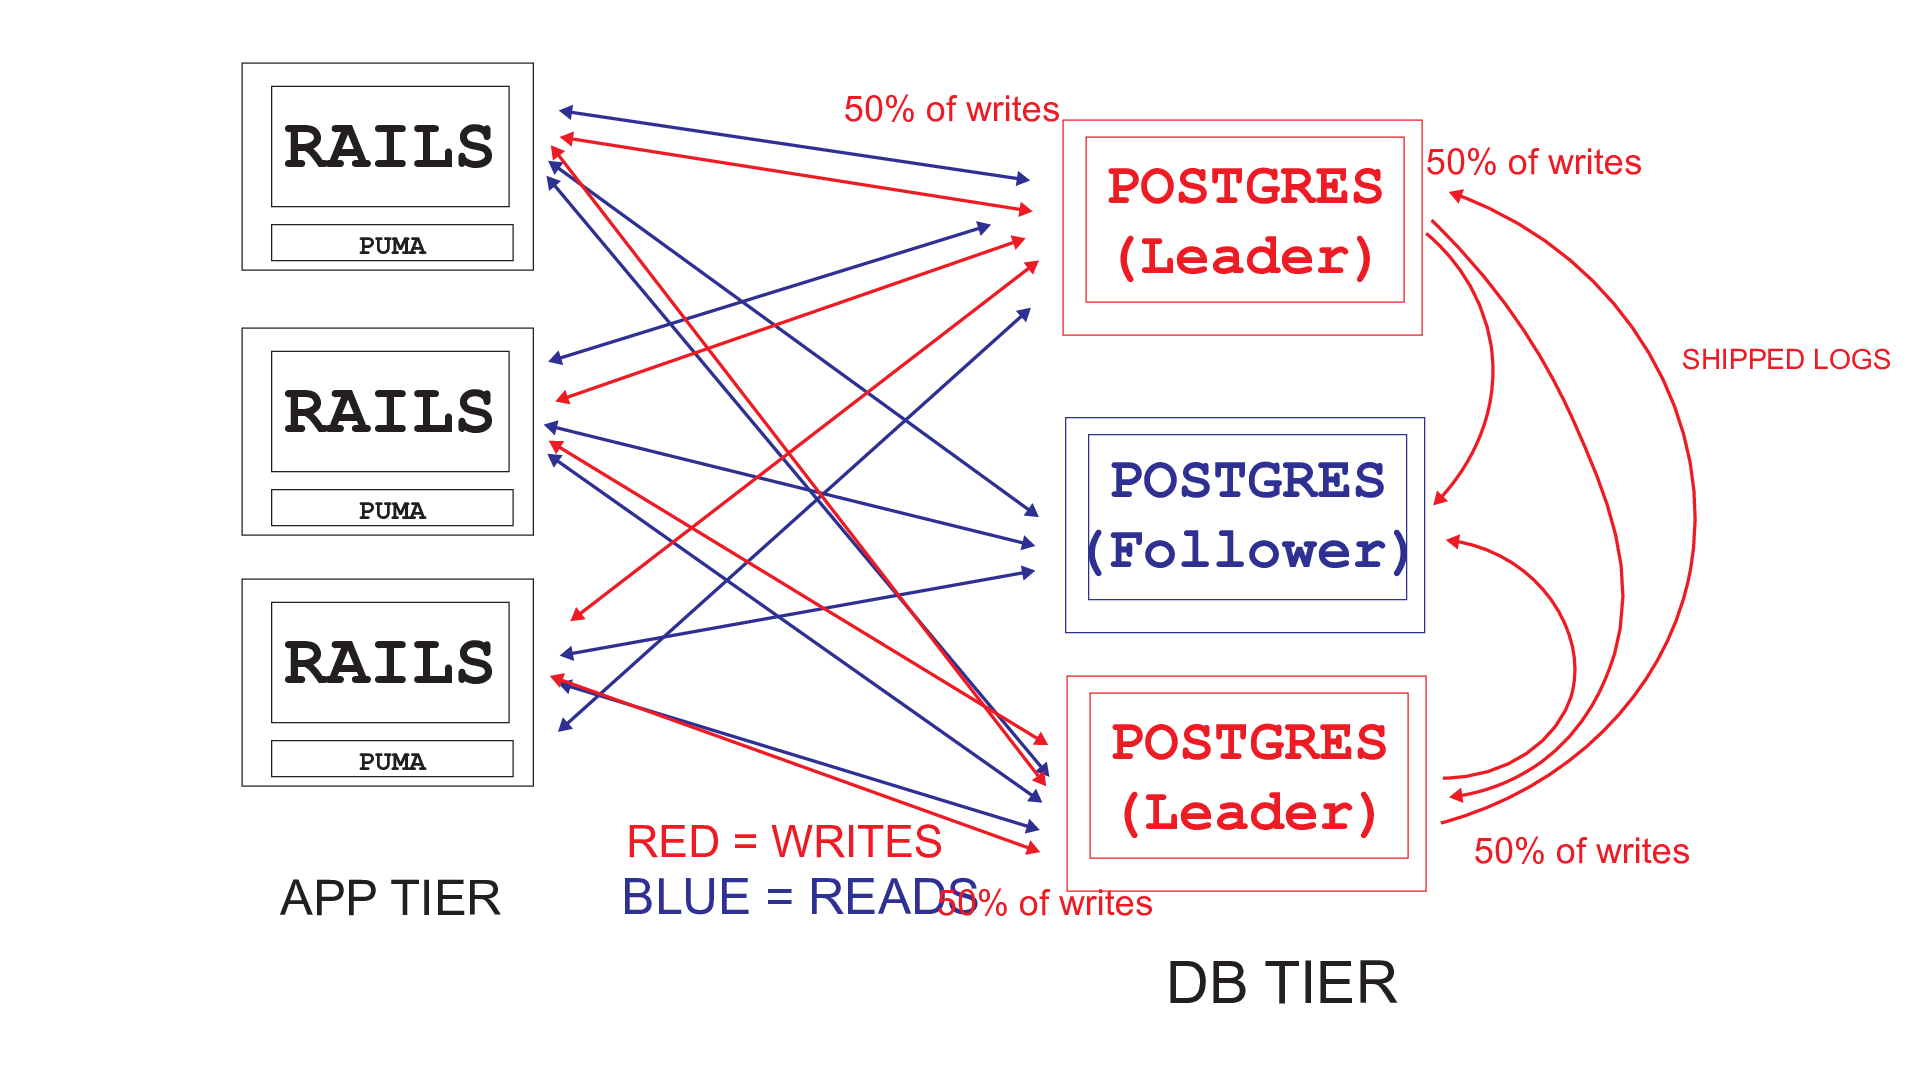 RAILS
PUMA
RAILS
PUMA
RAILS
PUMA
APP TIER
50% of writes
POSTGRES
(Leader)
50% of writes
SHIPPED LOGS
POSTGRES
(Follower)
POSTGRES
(Leader)
50% of writes
RED = WRITES
BLUE = READS
50% of writes
DB TIER